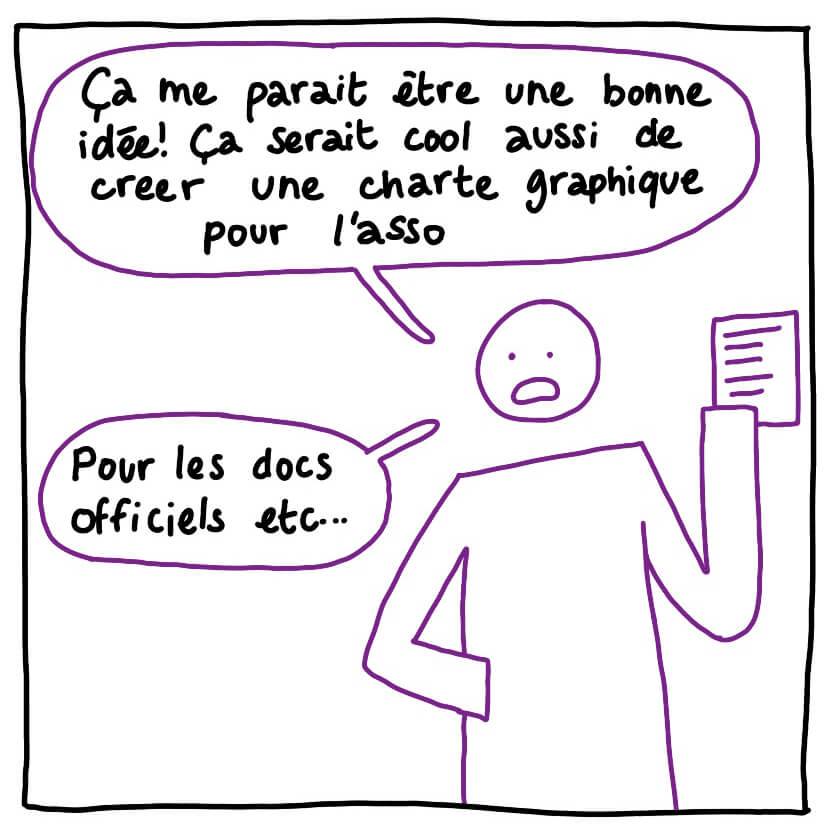 Ça me parait être une bonne
idée! Ça serait cool aussi de
creer une charte graphique
pour l'asso
Pour les docs
officiels etc...